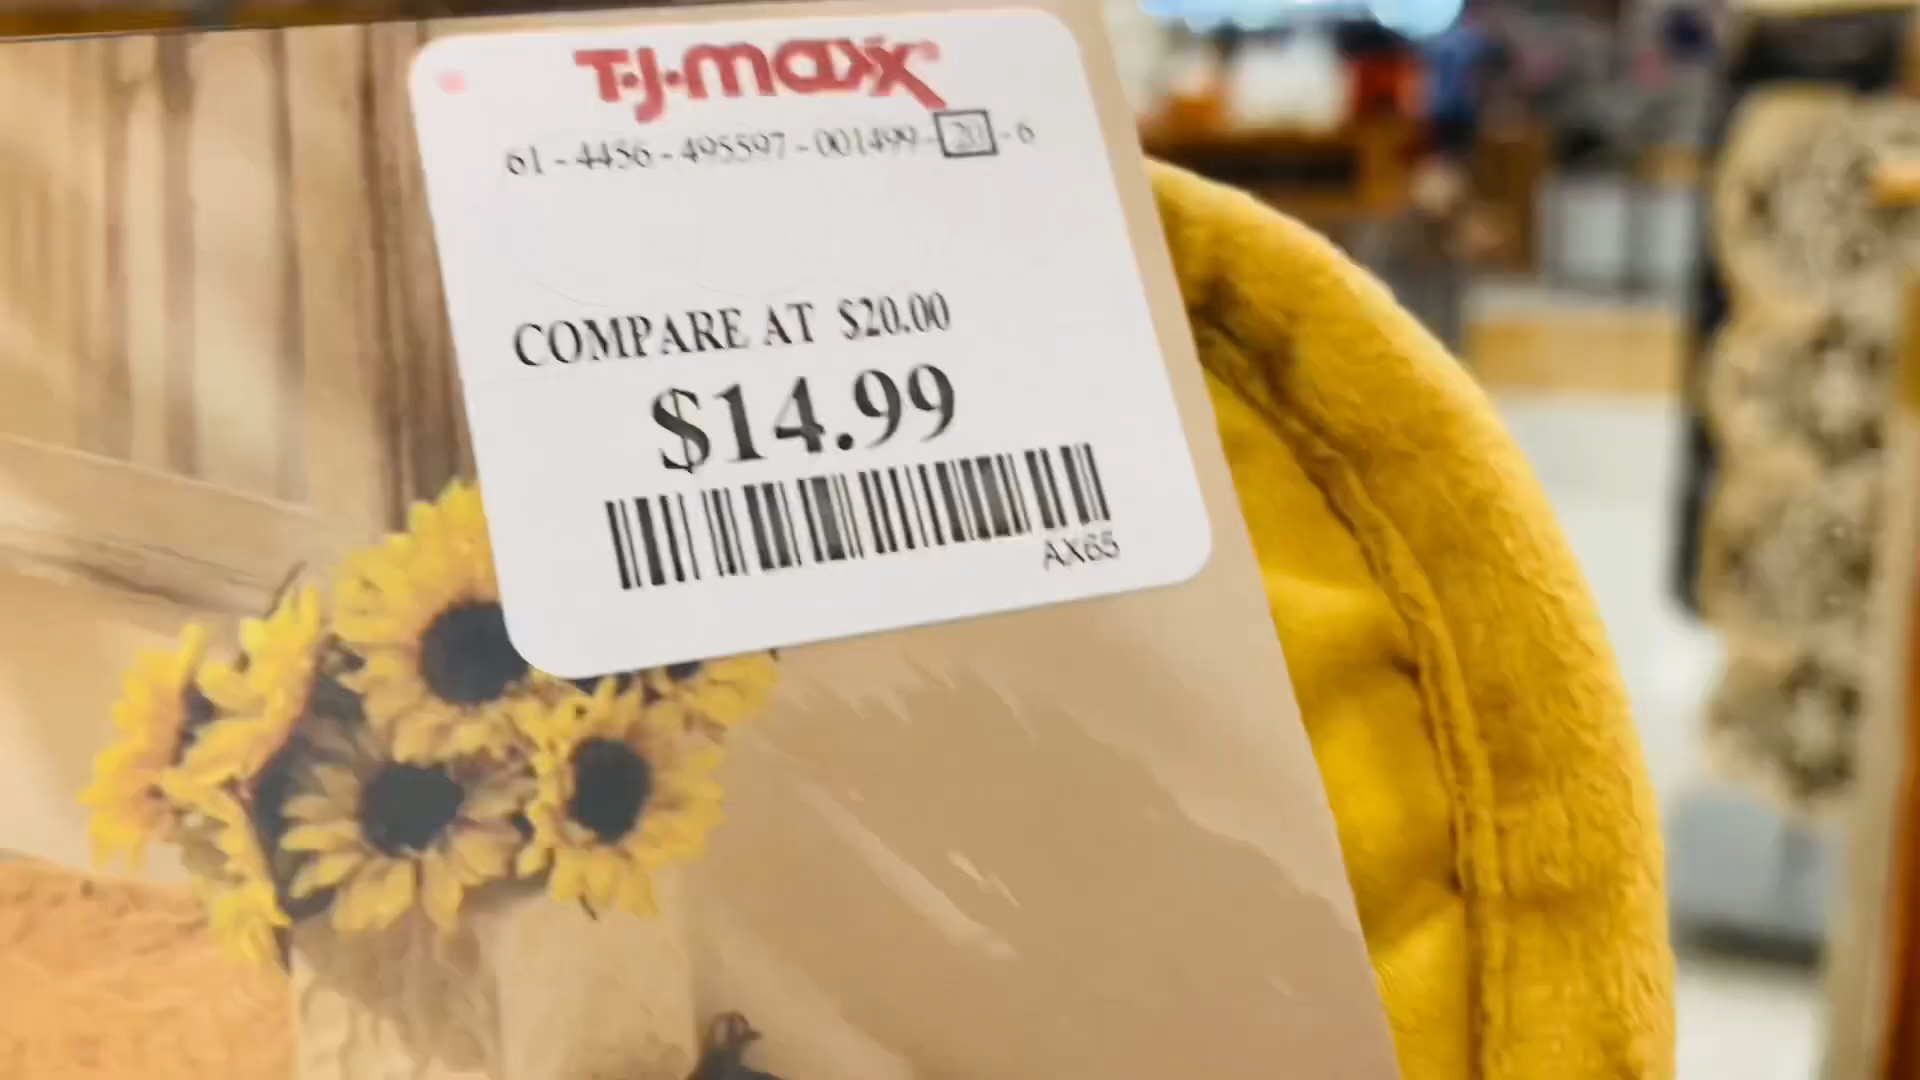 T·J·maxx
61 - 4456 - 495597 - 001499 - 20 - 6
COMPARE AT $20.00
$14.99
AX65